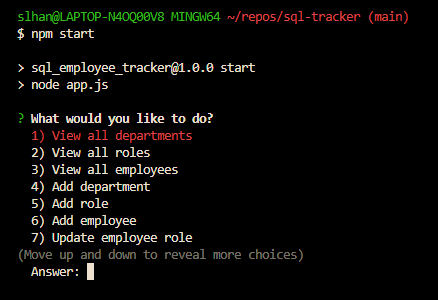 slhan@LAPTOP-N4OQ00V8 MINGW64 ~/repos/sql-tracker (main)
$ npm start
> sql_employee_tracker@1.0.0 start
> node app.js
? What would you like to do?
1) View all departments
2) View all roles
3) View all employees
4) Add department
5) Add role
6) Add employee
7) Update employee role
(Move up and down to reveal more choices)
Answer: